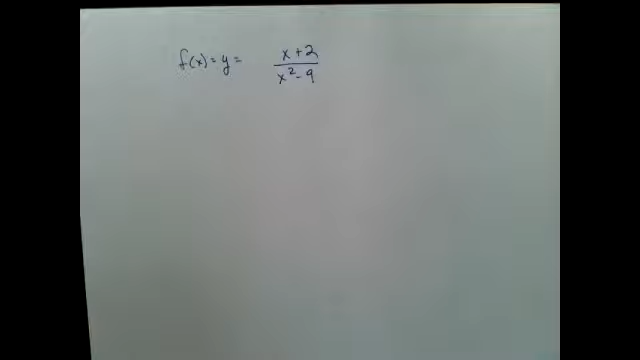 f(x) = y = x+2 / x² - 9